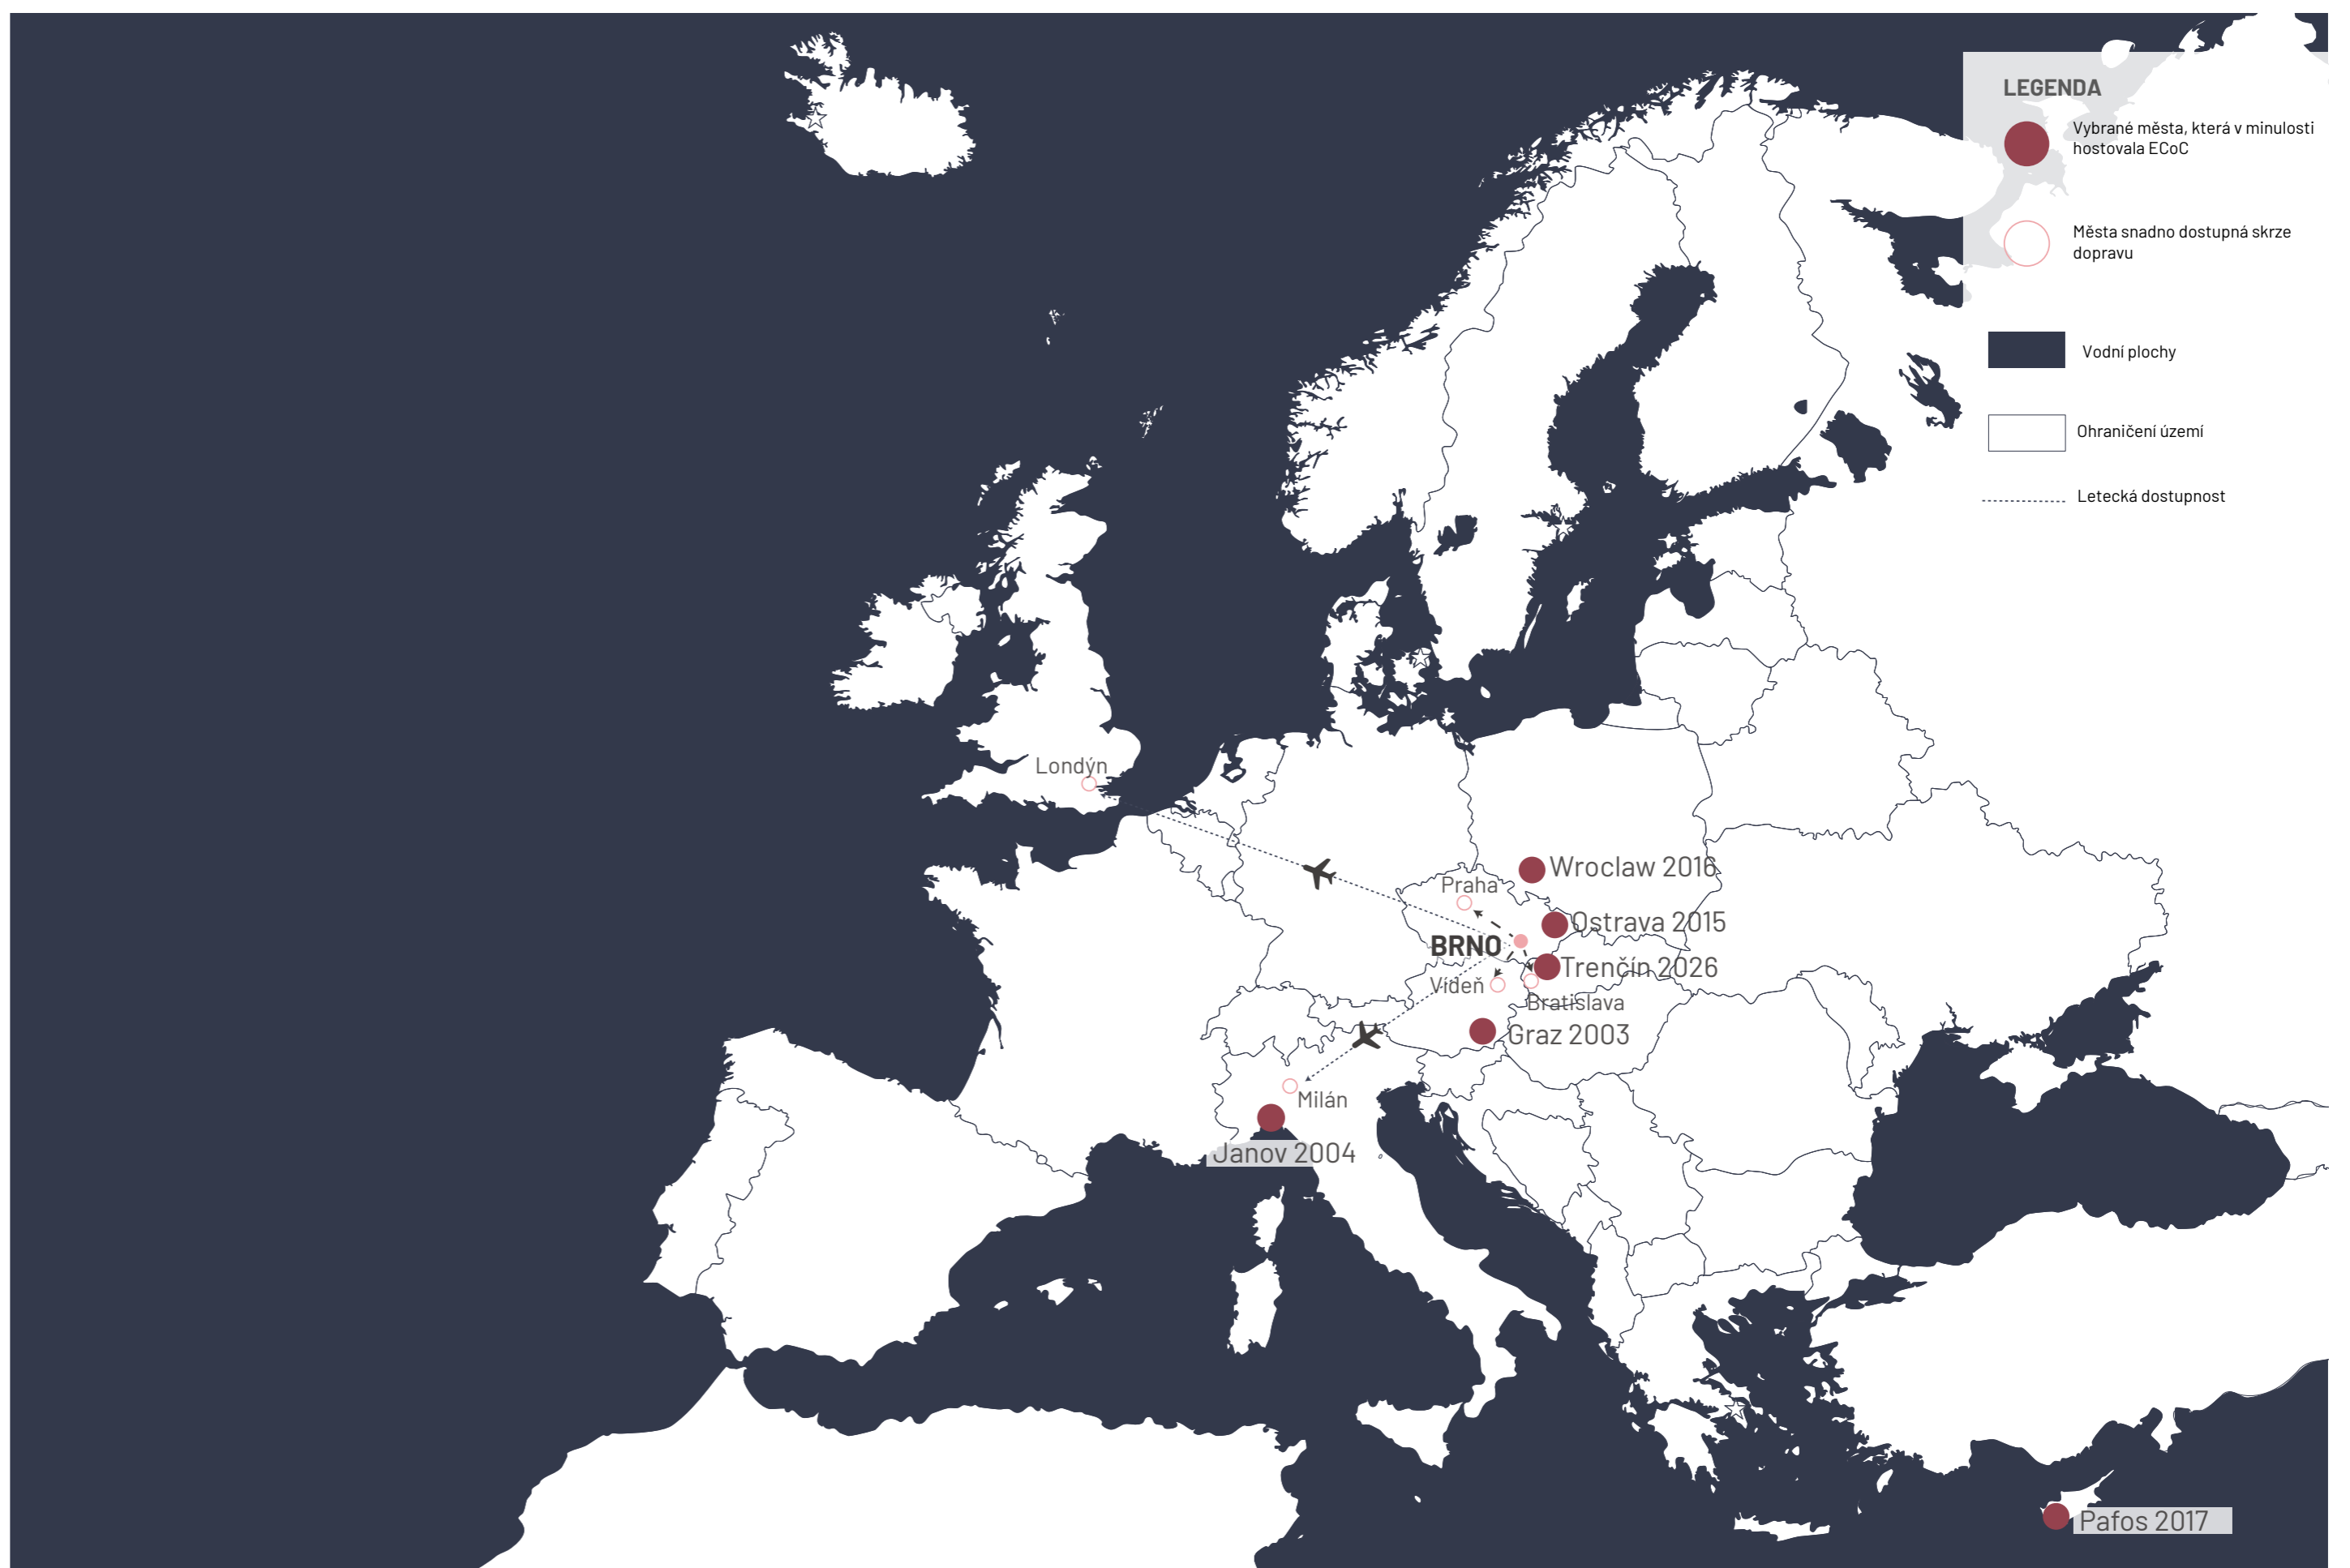 LEGENDA
Vybrané města, která v minulosti
hostovala ECoC
Města snadno dostupná skrze
dopravu
Vodní plochy
Ohraničení území
Letecká dostupnost
Londýn
Wroclaw 2016
Praha
Ostrava 2015
BRNO
Trenčín 2026
Vídeň
Bratislava
Graz 2003
Milán
Janov 2004
Pafos 2017